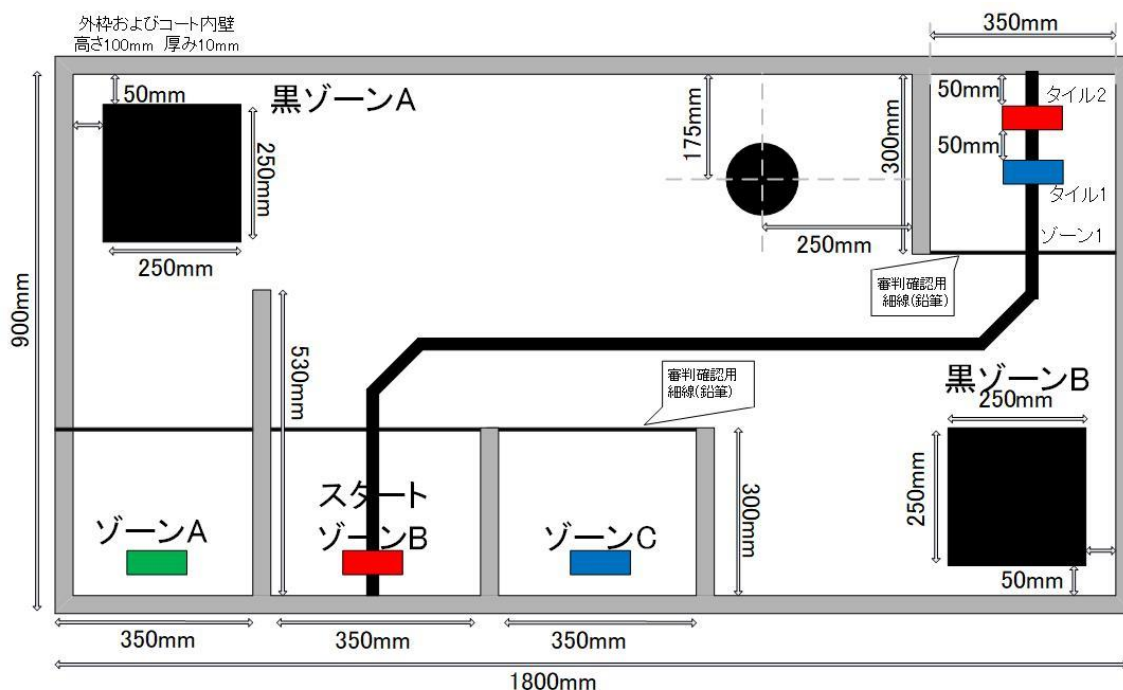 外枠およびコート内壁
高さ100mm 厚み10mm
350mm
50mm
黒ゾーンA
175mm
300mm
50mm
タイル2
50mm
タイル1
250mm
250mm
250mm
ゾーン1
審判確認用
細線(鉛筆)
900mm
530mm
審判確認用
細線(鉛筆)
黒ゾーンB
250mm
スタート
ゾーンA
ゾーンB
ゾーンC
300mm
250mm
50mm
350mm
350mm
350mm
1800mm